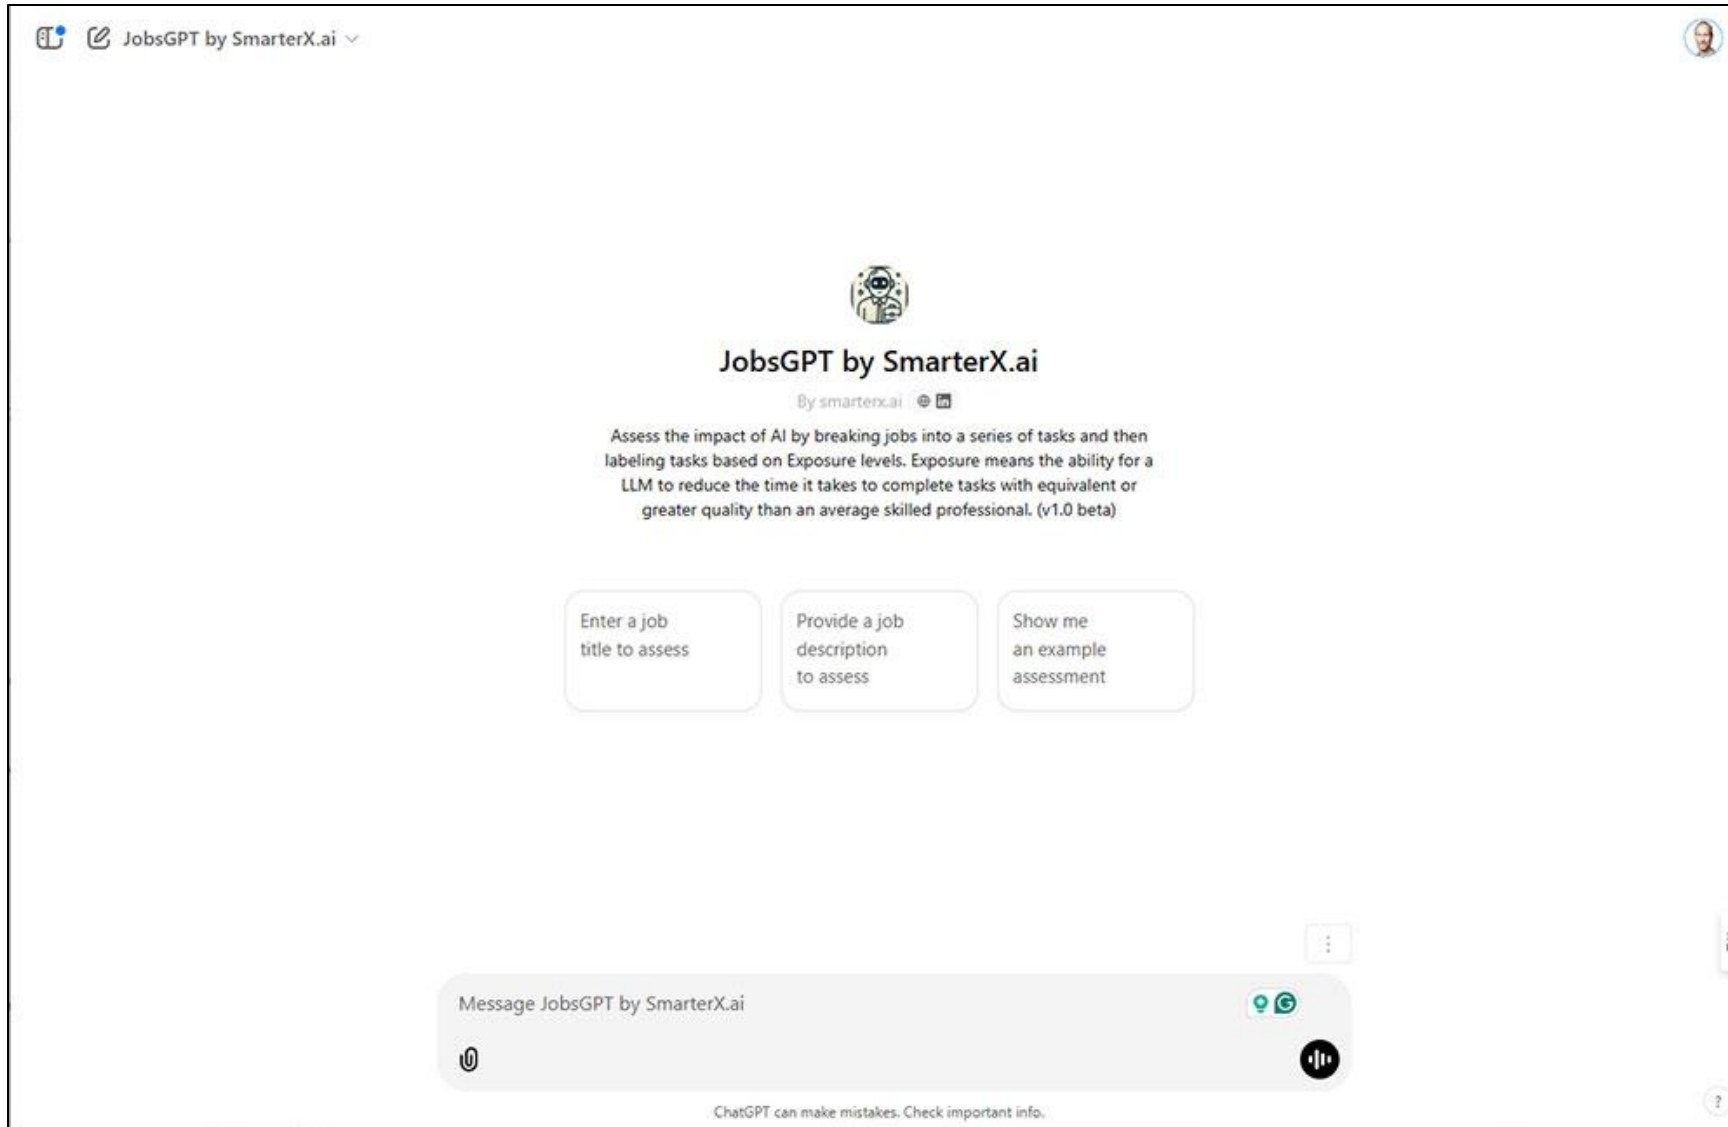 JobsGPT by SmarterX.ai
JobsGPT by SmarterX.ai
By smarterx.ai
in
Assess the impact of AI by breaking jobs into a series of tasks and then
labeling tasks based on Exposure levels. Exposure means the ability for a
LLM to reduce the time it takes to complete tasks with equivalent or
greater quality than an average skilled professional. (v1.0 beta)
Enter a job
title to assess
Provide a job
description
to assess
Show me
an example
assessment
Message JobsGPT by SmarterX.ai
ChatGPT can make mistakes. Check important info.
?